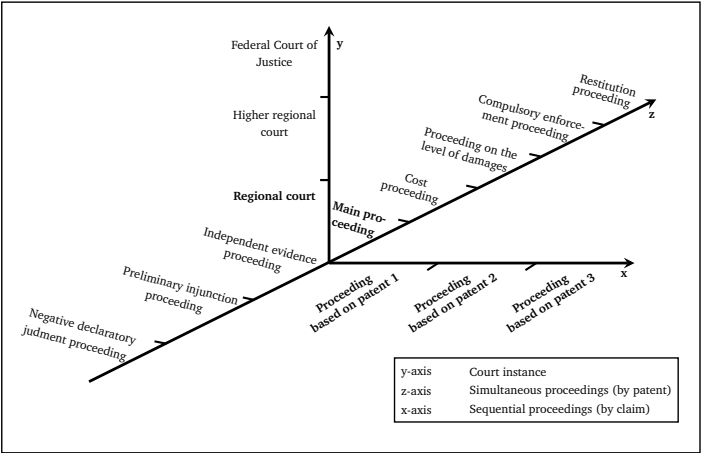 Federal Court of
Justice
y
Higher regional
court
Regional court
Restitution
proceeding
z
Compulsory enforce-
ment proceeding
Proceeding on the
level of damages
Cost
proceeding
Main pro-
ceeding
Independent evidence
proceeding
Preliminary injunction
proceeding
Negative declaratory
judment proceeding
x
Proceeding
based on patent 1
Proceeding
based on patent 2
Proceeding
based on patent 3
y-axis Court instance
z-axis Simultaneous proceedings (by patent)
x-axis Sequential proceedings (by claim)